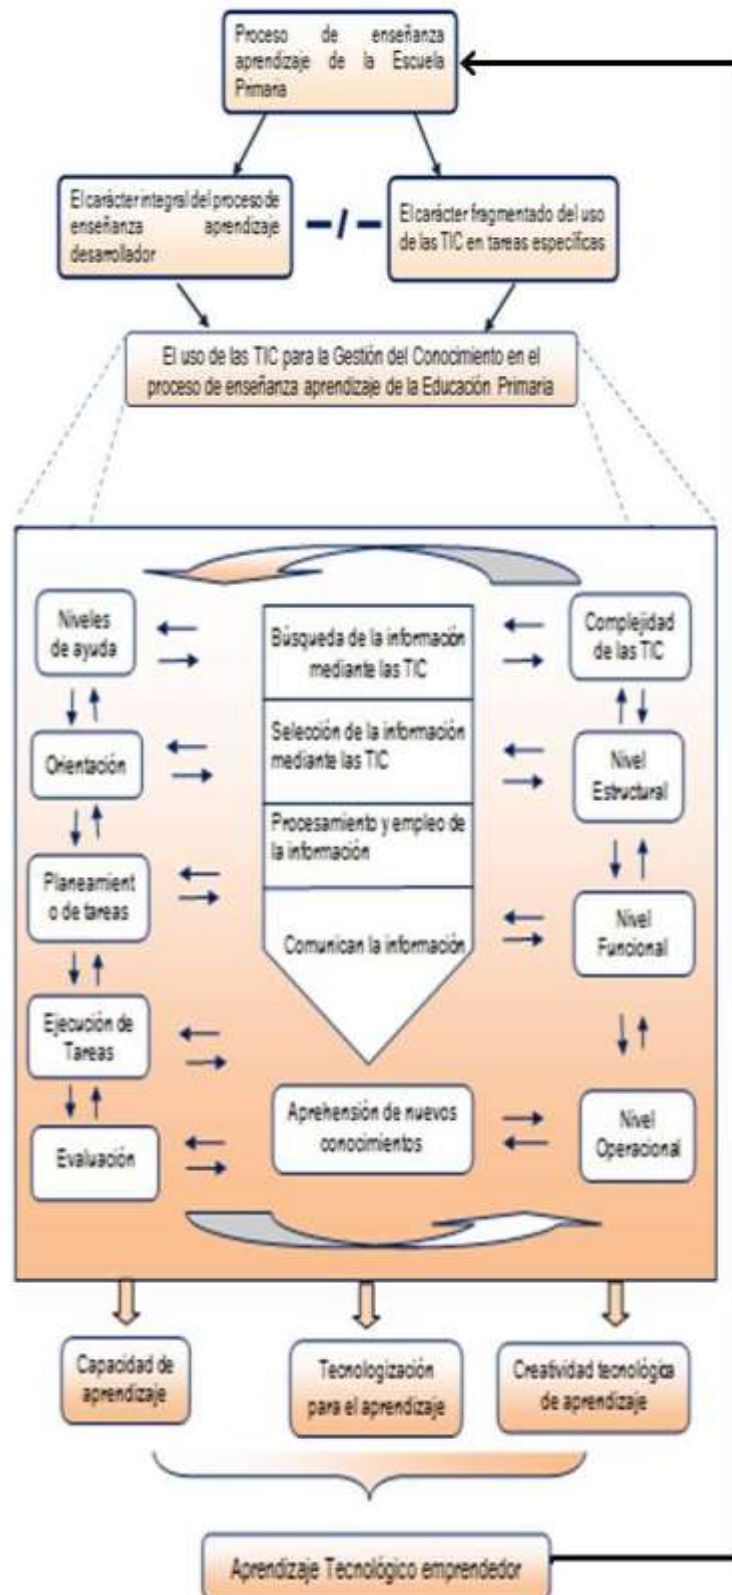 Proceso de enseñanza
aprendizaje de la Escuela
Primaria
El carácter integral del proceso de
enseñanza aprendizaje
desarrollador
– / –
El carácter fragmentado del uso
de las TIC en tareas específicas
El uso de las TIC para la Gestión del Conocimiento en el
proceso de enseñanza aprendizaje de la Educación Primaria
Niveles
de ayuda
Búsqueda de la información
mediante las TIC
Complejidad
de las TIC
Orientación
Selección de la información
mediante las TIC
Nivel
Estructural
Planeamient
o de tareas
Procesamiento y empleo de
la información
Nivel
Funcional
Comunican la información
Ejecución de
Tareas
Evaluación
Aprehensión de nuevos
conocimientos
Nivel
Operacional
Capacidad de
aprendizaje
Tecnologización
para el aprendizaje
Creatividad tecnológica
de aprendizaje
Aprendizaje Tecnológico emprendedor